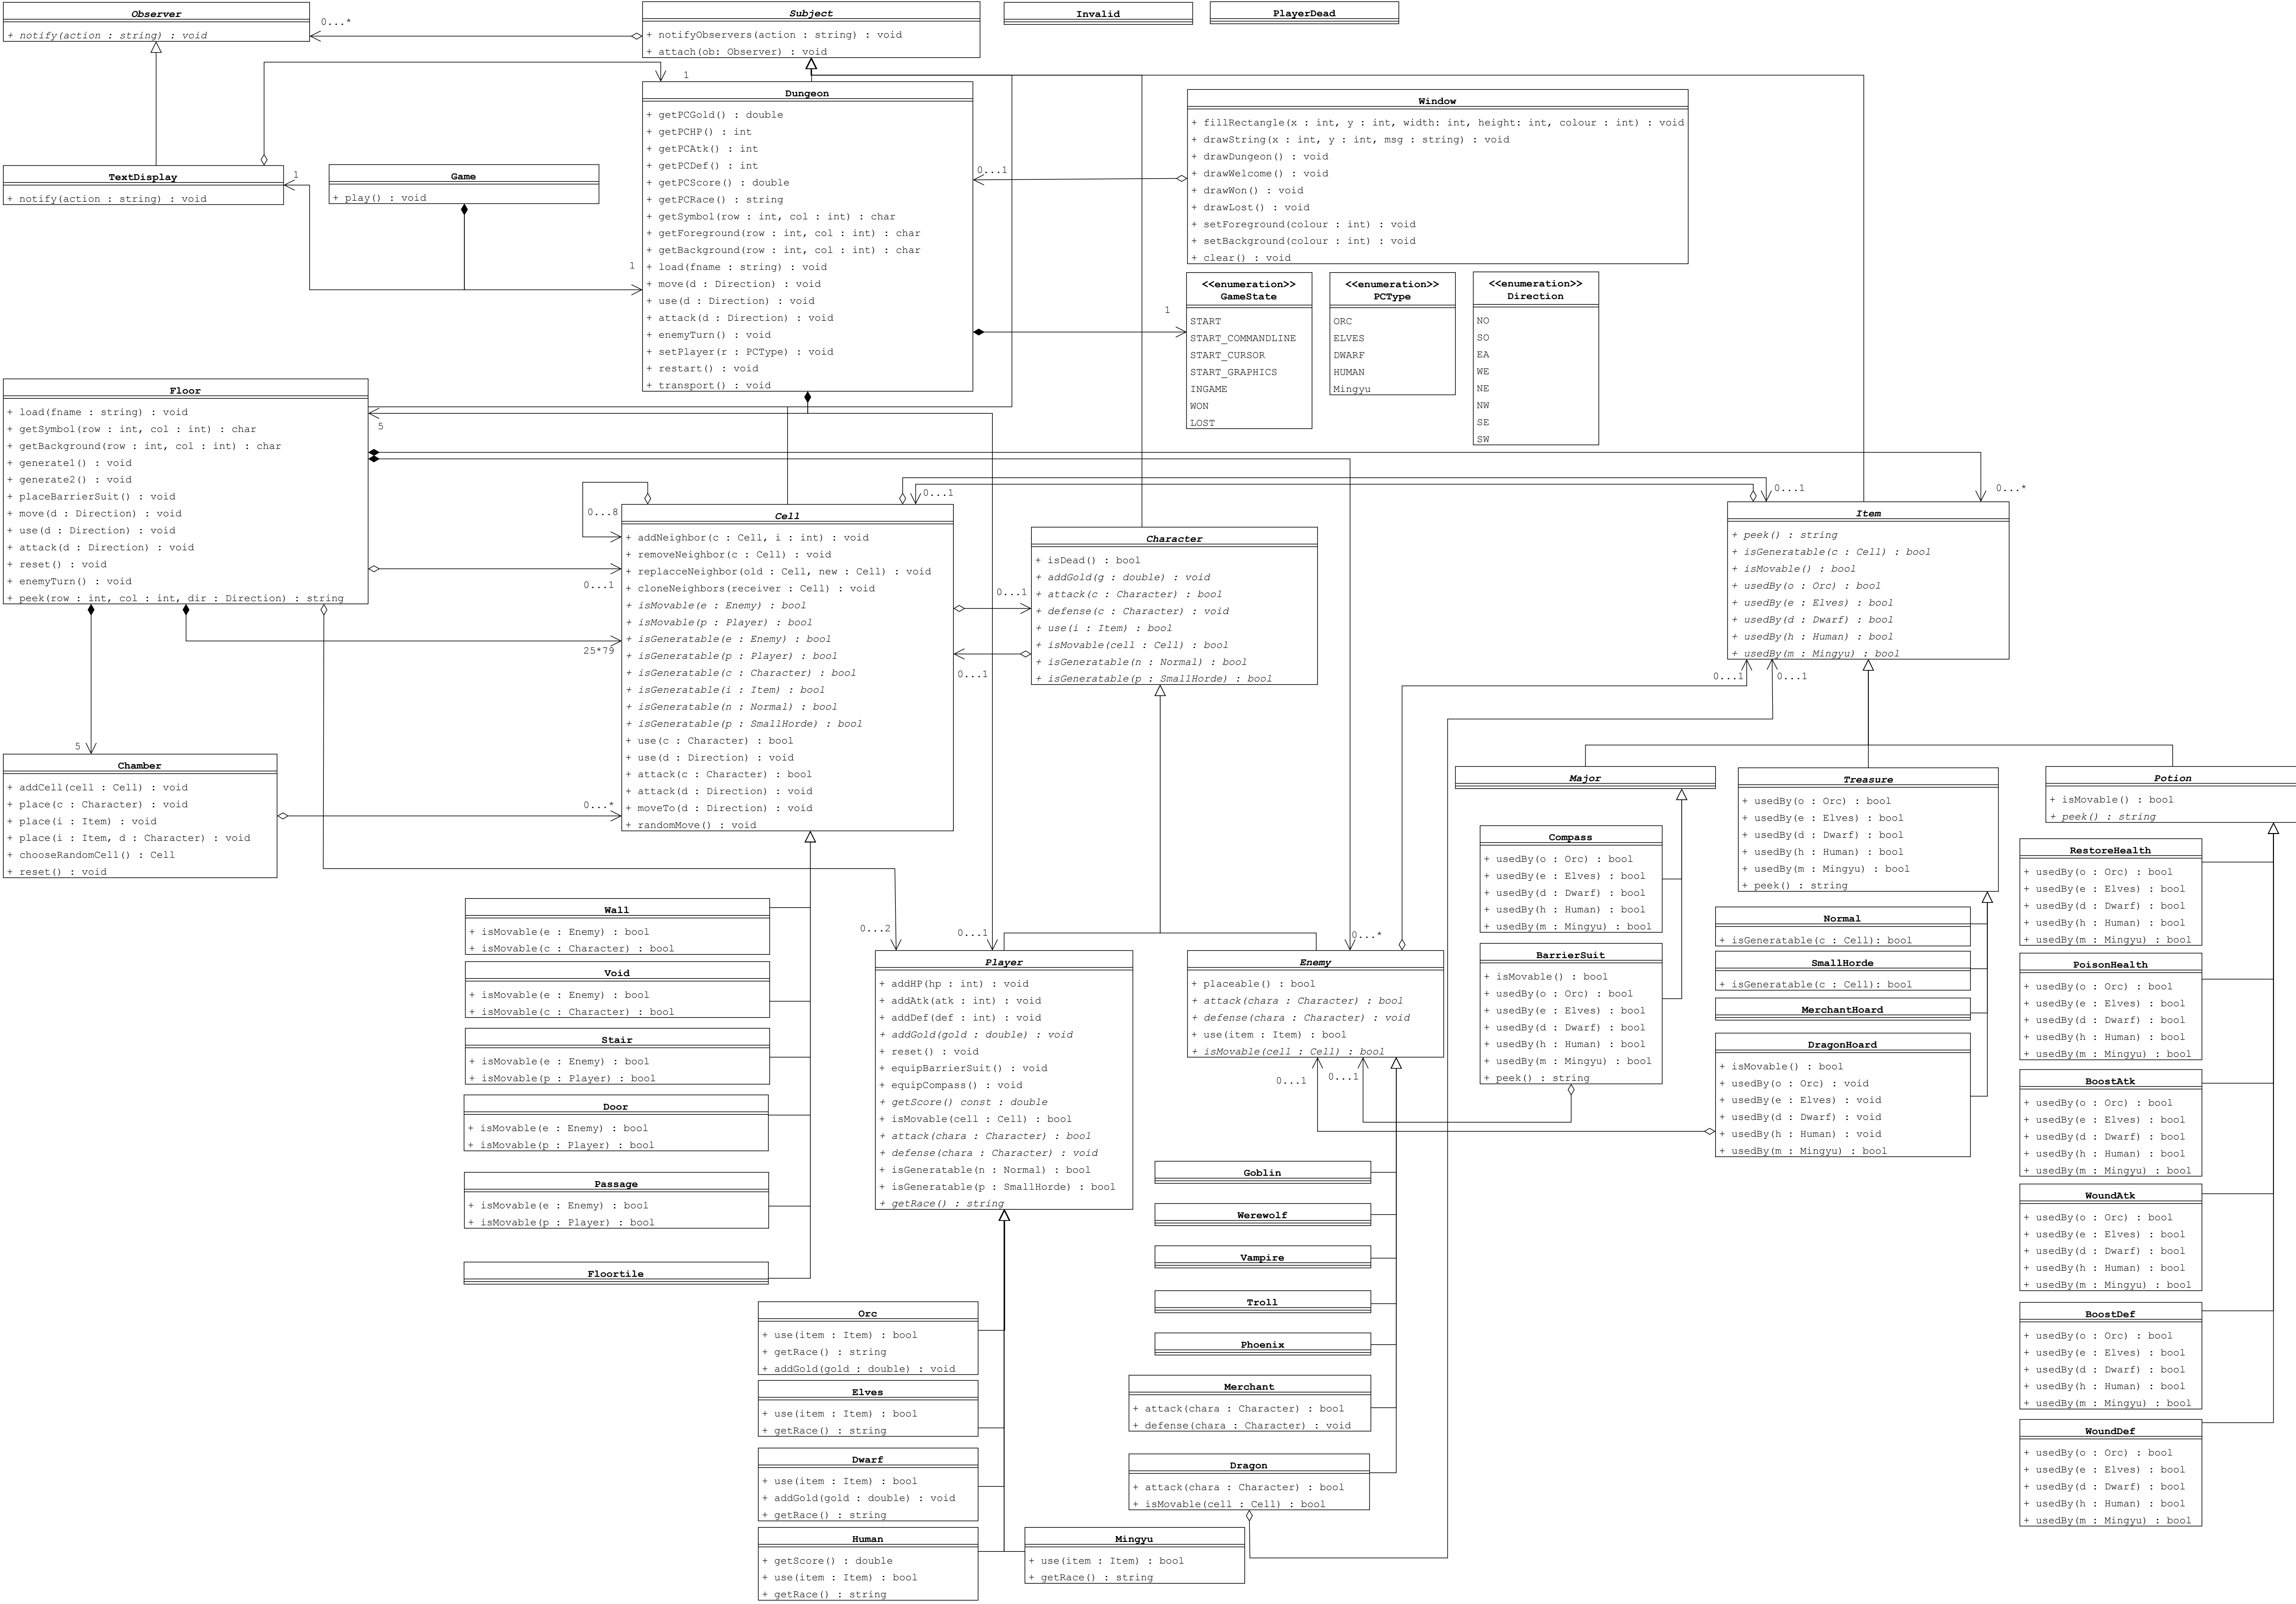 Observer
+ notify(action : string) : void
0...*
Subject
+ notifyObservers(action : string) : void
+ attach(ob: Observer) : void
Invalid
PlayerDead
1
Dungeon
+ getPCGold() : double
+ getPCHP() : int
+ getPCAtk() : int
+ getPCDef() : int
+ getPCScore() : double
+ getPCRace() : string
+ getSymbol(row : int, col : int) : char
+ getForeground(row : int, col : int) : char
+ getBackground(row : int, col : int) : char
+ load(fname : string) : void
+ move(d : Direction) : void
+ use(d : Direction) : void
+ attack(d : Direction) : void
+ enemyTurn() : void
+ setPlayer(r : PCType) : void
+ restart() : void
+ transport() : void
Window
+ fillRectangle(x : int, y : int, width: int, height: int, colour : int) : void
+ drawString(x : int, y : int, msg : string) : void
+ drawDungeon() : void
+ drawWelcome() : void
+ drawWon() : void
+ drawLost() : void
+ setForeground(colour : int) : void
+ setBackground(colour : int) : void
+ clear() : void
0...1
TextDisplay
+ notify(action : string) : void
1
Game
+ play() : void
1
1
<<enumeration>>
GameState
START
START_COMMANDLINE
START_CURSOR
START_GRAPHICS
INGAME
WON
LOST
<<enumeration>>
PCType
ORC
ELVES
DWARF
HUMAN
Mingyu
<<enumeration>>
Direction
NO
SO
EA
WE
NE
NW
SE
SW
Floor
+ load(fname : string) : void
+ getSymbol(row : int, col : int) : char
+ getBackground(row : int, col : int) : char
+ generate1() : void
+ generate2() : void
+ placeBarrierSuit() : void
+ move(d : Direction) : void
+ use(d : Direction) : void
+ attack(d : Direction) : void
+ reset() : void
+ enemyTurn() : void
+ peek(row : int, col : int, dir : Direction) : string
5
0...8
0...1
0...1
0...*
Cell
+ addNeighbor(c : Cell, i : int) : void
+ removeNeighbor(c : Cell) : void
+ replacceNeighbor(old : Cell, new : Cell) : void
+ cloneNeighbors(receiver : Cell) : void
+ isMovable(e : Enemy) : bool
+ isMovable(p : Player) : bool
+ isGeneratable(e : Enemy) : bool
+ isGeneratable(p : Player) : bool
+ isGeneratable(c : Character) : bool
+ isGeneratable(i : Item) : bool
+ isGeneratable(n : Normal) : bool
+ isGeneratable(p : SmallHorde) : bool
+ use(c : Character) : bool
+ use(d : Direction) : void
+ attack(c : Character) : bool
+ attack(d : Direction) : void
+ moveTo(d : Direction) : void
+ randomMove() : void
0...1
25*79
0...*
Character
+ isDead() : bool
+ addGold(g : double) : void
+ attack(c : Character) : bool
+ defense(c : Character) : void
+ use(i : Item) : bool
+ isMovable(cell : Cell) : bool
+ isGeneratable(n : Normal) : bool
+ isGeneratable(p : SmallHorde) : bool
0...1
0...1
Item
+ peek() : string
+ isGeneratable(c : Cell) : bool
+ isMovable() : bool
+ usedBy(o : Orc) : bool
+ usedBy(e : Elves) : bool
+ usedBy(d : Dwarf) : bool
+ usedBy(h : Human) : bool
+ usedBy(m : Mingyu) : bool
0...1
0...1
5
Chamber
+ addCell(cell : Cell) : void
+ place(c : Character) : void
+ place(i : Item) : void
+ place(i : Item, d : Character) : void
+ chooseRandomCell() : Cell
+ reset() : void
Major
Treasure
+ usedBy(o : Orc) : bool
+ usedBy(e : Elves) : bool
+ usedBy(d : Dwarf) : bool
+ usedBy(h : Human) : bool
+ usedBy(m : Mingyu) : bool
+ peek() : string
Potion
+ isMovable() : bool
+ peek() : string
Compass
+ usedBy(o : Orc) : bool
+ usedBy(e : Elves) : bool
+ usedBy(d : Dwarf) : bool
+ usedBy(h : Human) : bool
+ usedBy(m : Mingyu) : bool
BarrierSuit
+ isMovable() : bool
+ usedBy(o : Orc) : bool
+ usedBy(e : Elves) : bool
+ usedBy(d : Dwarf) : bool
+ usedBy(h : Human) : bool
+ usedBy(m : Mingyu) : bool
+ peek() : string
Normal
+ isGeneratable(c : Cell): bool
SmallHorde
+ isGeneratable(c : Cell): bool
MerchantHoard
DragonHoard
+ isMovable() : bool
+ usedBy(o : Orc) : void
+ usedBy(e : Elves) : void
+ usedBy(d : Dwarf) : void
+ usedBy(h : Human) : void
+ usedBy(m : Mingyu) : bool
RestoreHealth
+ usedBy(o : Orc) : bool
+ usedBy(e : Elves) : bool
+ usedBy(d : Dwarf) : bool
+ usedBy(h : Human) : bool
+ usedBy(m : Mingyu) : bool
PoisonHealth
+ usedBy(o : Orc) : bool
+ usedBy(e : Elves) : bool
+ usedBy(d : Dwarf) : bool
+ usedBy(h : Human) : bool
+ usedBy(m : Mingyu) : bool
BoostAtk
+ usedBy(o : Orc) : bool
+ usedBy(e : Elves) : bool
+ usedBy(d : Dwarf) : bool
+ usedBy(h : Human) : bool
+ usedBy(m : Mingyu) : bool
WoundAtk
+ usedBy(o : Orc) : bool
+ usedBy(e : Elves) : bool
+ usedBy(d : Dwarf) : bool
+ usedBy(h : Human) : bool
+ usedBy(m : Mingyu) : bool
BoostDef
+ usedBy(o : Orc) : bool
+ usedBy(e : Elves) : bool
+ usedBy(d : Dwarf) : bool
+ usedBy(h : Human) : bool
+ usedBy(m : Mingyu) : bool
WoundDef
+ usedBy(o : Orc) : bool
+ usedBy(e : Elves) : bool
+ usedBy(d : Dwarf) : bool
+ usedBy(h : Human) : bool
+ usedBy(m : Mingyu) : bool
Wall
+ isMovable(e : Enemy) : bool
+ isMovable(c : Character) : bool
Void
+ isMovable(e : Enemy) : bool
+ isMovable(c : Character) : bool
Stair
+ isMovable(e : Enemy) : bool
+ isMovable(p : Player) : bool
Door
+ isMovable(e : Enemy) : bool
+ isMovable(p : Player) : bool
Passage
+ isMovable(e : Enemy) : bool
+ isMovable(p : Player) : bool
Floortile
0...2
0...1
0...*
Player
+ addHP(hp : int) : void
+ addAtk(atk : int) : void
+ addDef(def : int) : void
+ addGold(gold : double) : void
+ reset() : void
+ equipBarrierSuit() : void
+ equipCompass() : void
+ getScore() const : double
+ isMovable(cell : Cell) : bool
+ attack(chara : Character) : bool
+ defense(chara : Character) : void
+ isGeneratable(n : Normal) : bool
+ isGeneratable(p : SmallHorde) : bool
+ getRace() : string
Enemy
+ placeable() : bool
+ attack(chara : Character) : bool
+ defense(chara : Character) : void
+ use(item : Item) : bool
+ isMovable(cell : Cell) : bool
0...1
0...1
Goblin
Werewolf
Vampire
Troll
Phoenix
Merchant
+ attack(chara : Character) : bool
+ defense(chara : Character) : void
Dragon
+ attack(chara : Character) : bool
+ isMovable(cell : Cell) : bool
Orc
+ use(item : Item) : bool
+ getRace() : string
+ addGold(gold : double) : void
Elves
+ use(item : Item) : bool
+ getRace() : string
Dwarf
+ use(item : Item) : bool
+ addGold(gold : double) : void
+ getRace() : string
Human
+ getScore() : double
+ use(item : Item) : bool
+ getRace() : string
Mingyu
+ use(item : Item) : bool
+ getRace() : string